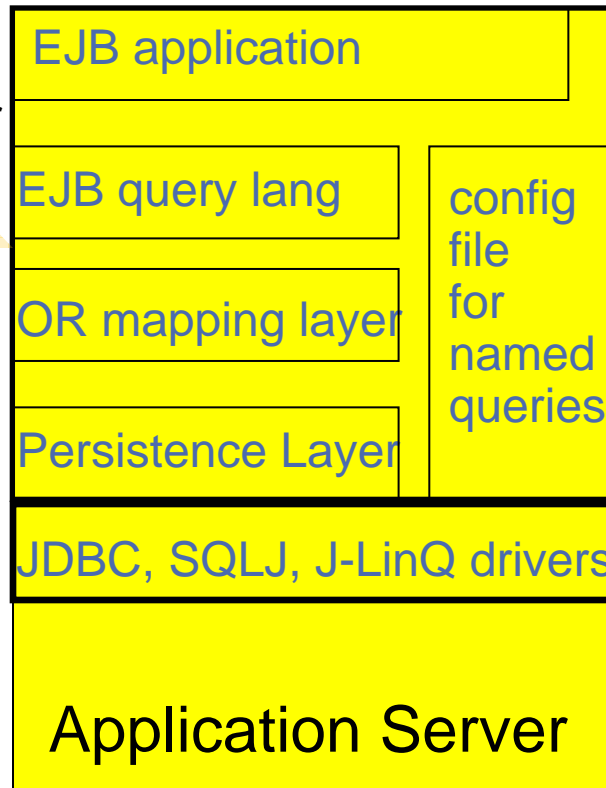 EJB application
EJB query lang
OR mapping layer
Persistence Layer
config
file
for
named
queries
JDBC, SQLJ, J-LinQ drivers
Application Server